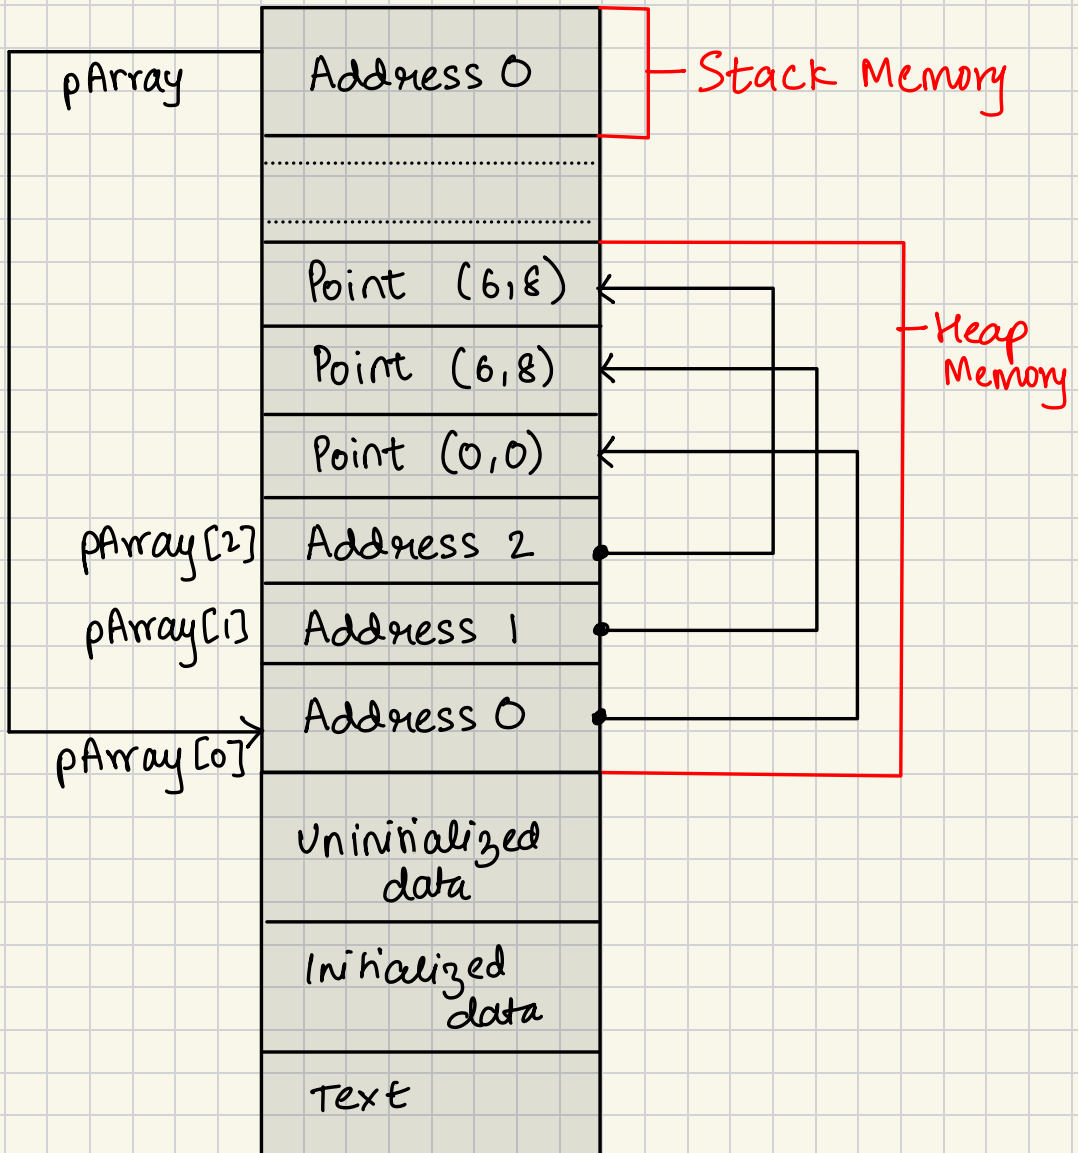 pArray
Address 0
Stack Memory
Point (6,8)
Point (6,8)
Heap
Memory
Point (0,0)
pArray[2]
Address 2
pArray[1]
Address 1
Address 0
pArray[0]
Uninitialized
data
Initialized
data
Text